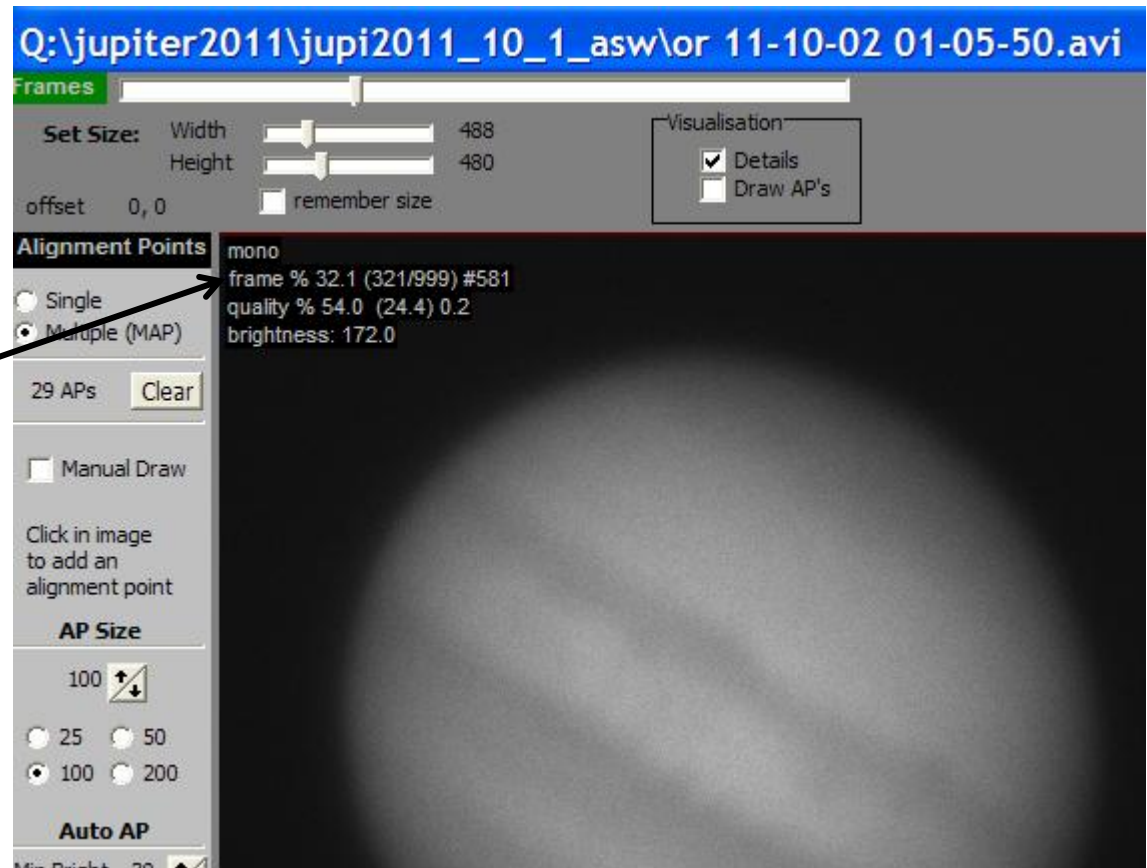 Q:\jupiter2011\jupi2011_10_1_asw\or 11-10-02 01-05-50.avi
Frames
Set Size: Width 488
Height 480
offset 0, 0
remember size
Visualisation
Details
Draw AP's
Alignment Points
Single
Multiple (MAP)
29 APs Clear
Manual Draw
Click in image
to add an
alignment point
AP Size
100
25 50
100 200
Auto AP
Min Bright 30
mono
frame % 32.1 (321/999) #581
quality % 54.0 (24.4) 0.2
brightness: 172.0